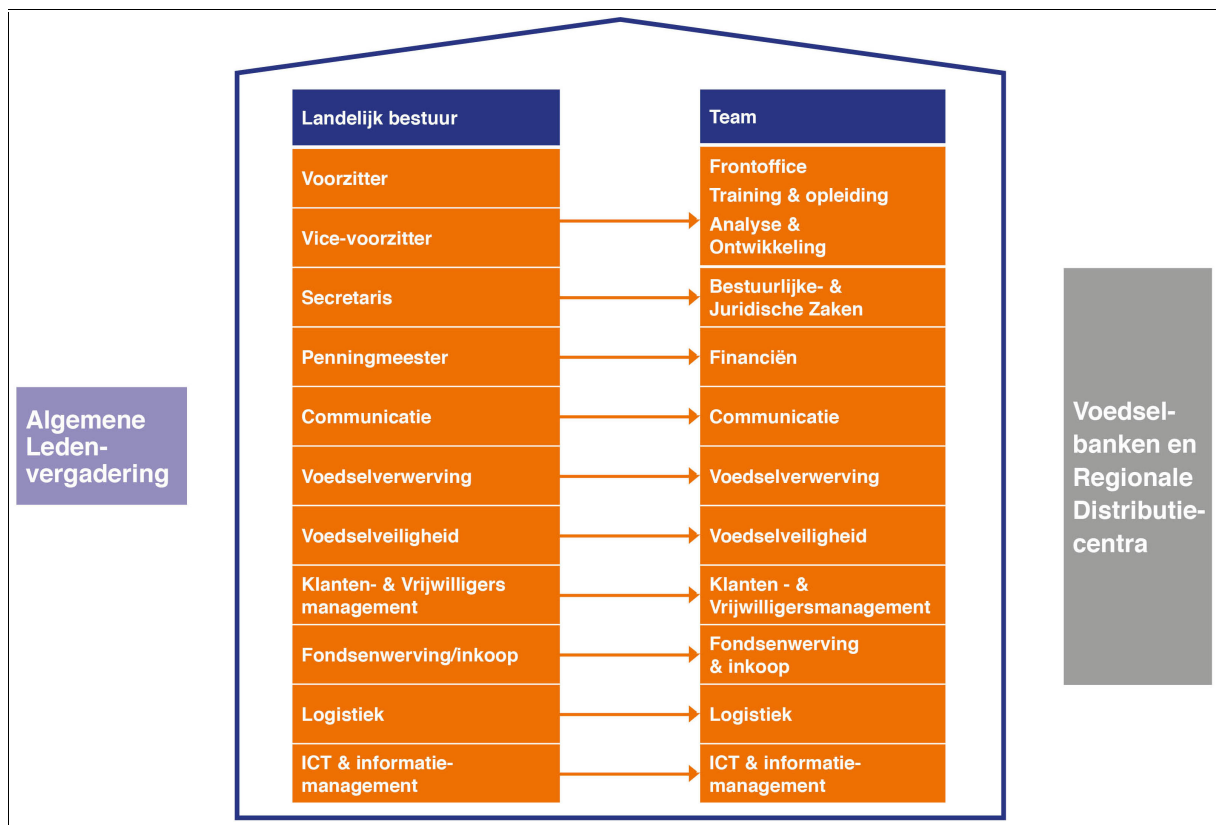 Landelijk bestuur
Voorzitter
Vice-voorzitter
Secretaris
Penningmeester
Communicatie
Voedselverwerving
Voedselveiligheid
Klanten- & Vrijwilligers
management
Fondsenwerving/inkoop
Logistiek
ICT & informatie-
management
Team
Frontoffice
Training & opleiding
Analyse &
Ontwikkeling
Bestuurlijke- &
Juridische Zaken
Financiën
Communicatie
Voedselverwerving
Voedselveiligheid
Klanten - &
Vrijwilligersmanagement
Fondsenwerving
& inkoop
Logistiek
ICT & informatie-
management
Algemene
Leden-
vergadering
Voedsel-
banken en
Regionale
Distributie-
centra